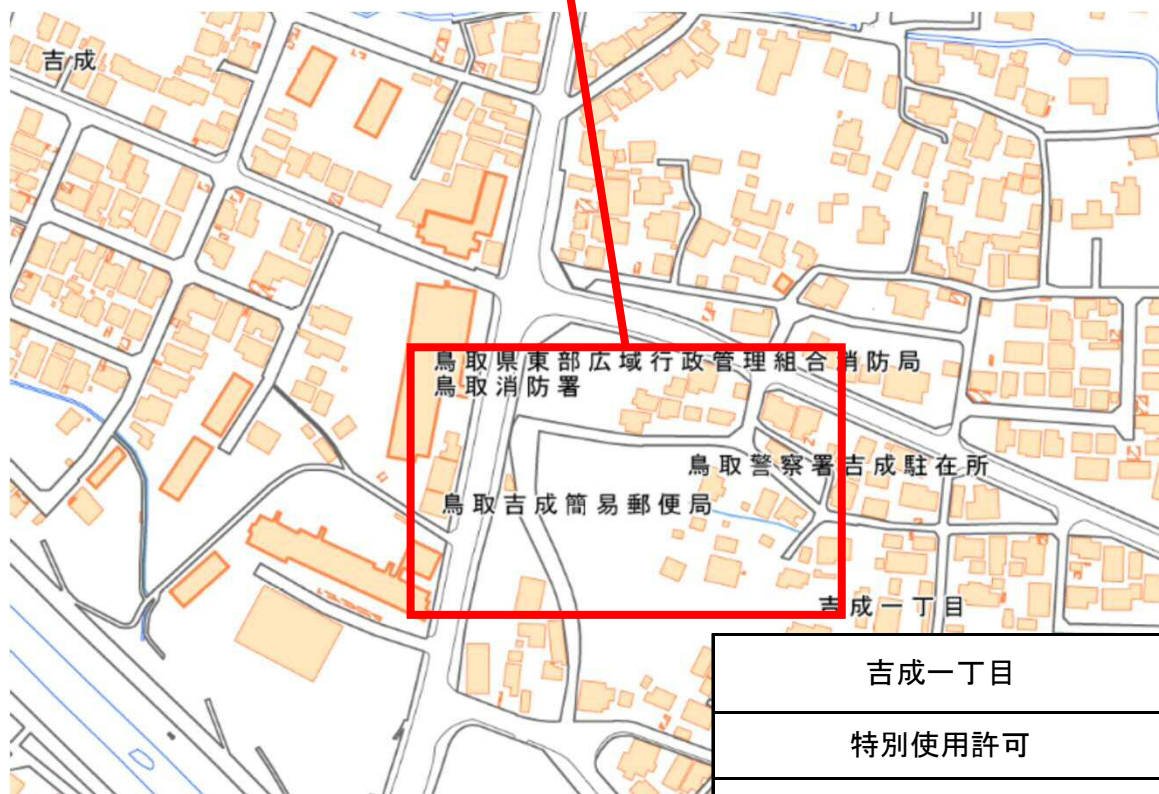 吉成
鳥取県東部広域行政管理組合消防局
鳥取消防署
鳥取警察署吉成駐在所
鳥取吉成簡易郵便局
吉成一丁目
吉成一丁目
特別使用許可